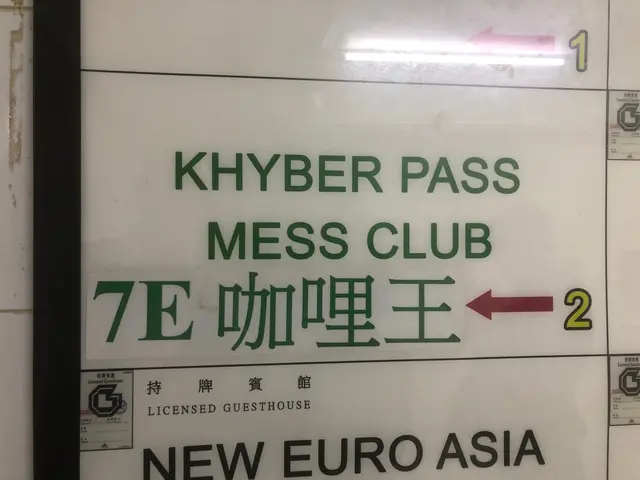 1
KHYBER PASS
MESS CLUB
7E 咖哩王 2
持牌賓館
LICENSED GUESTHOUSE
NEW EURO ASIA